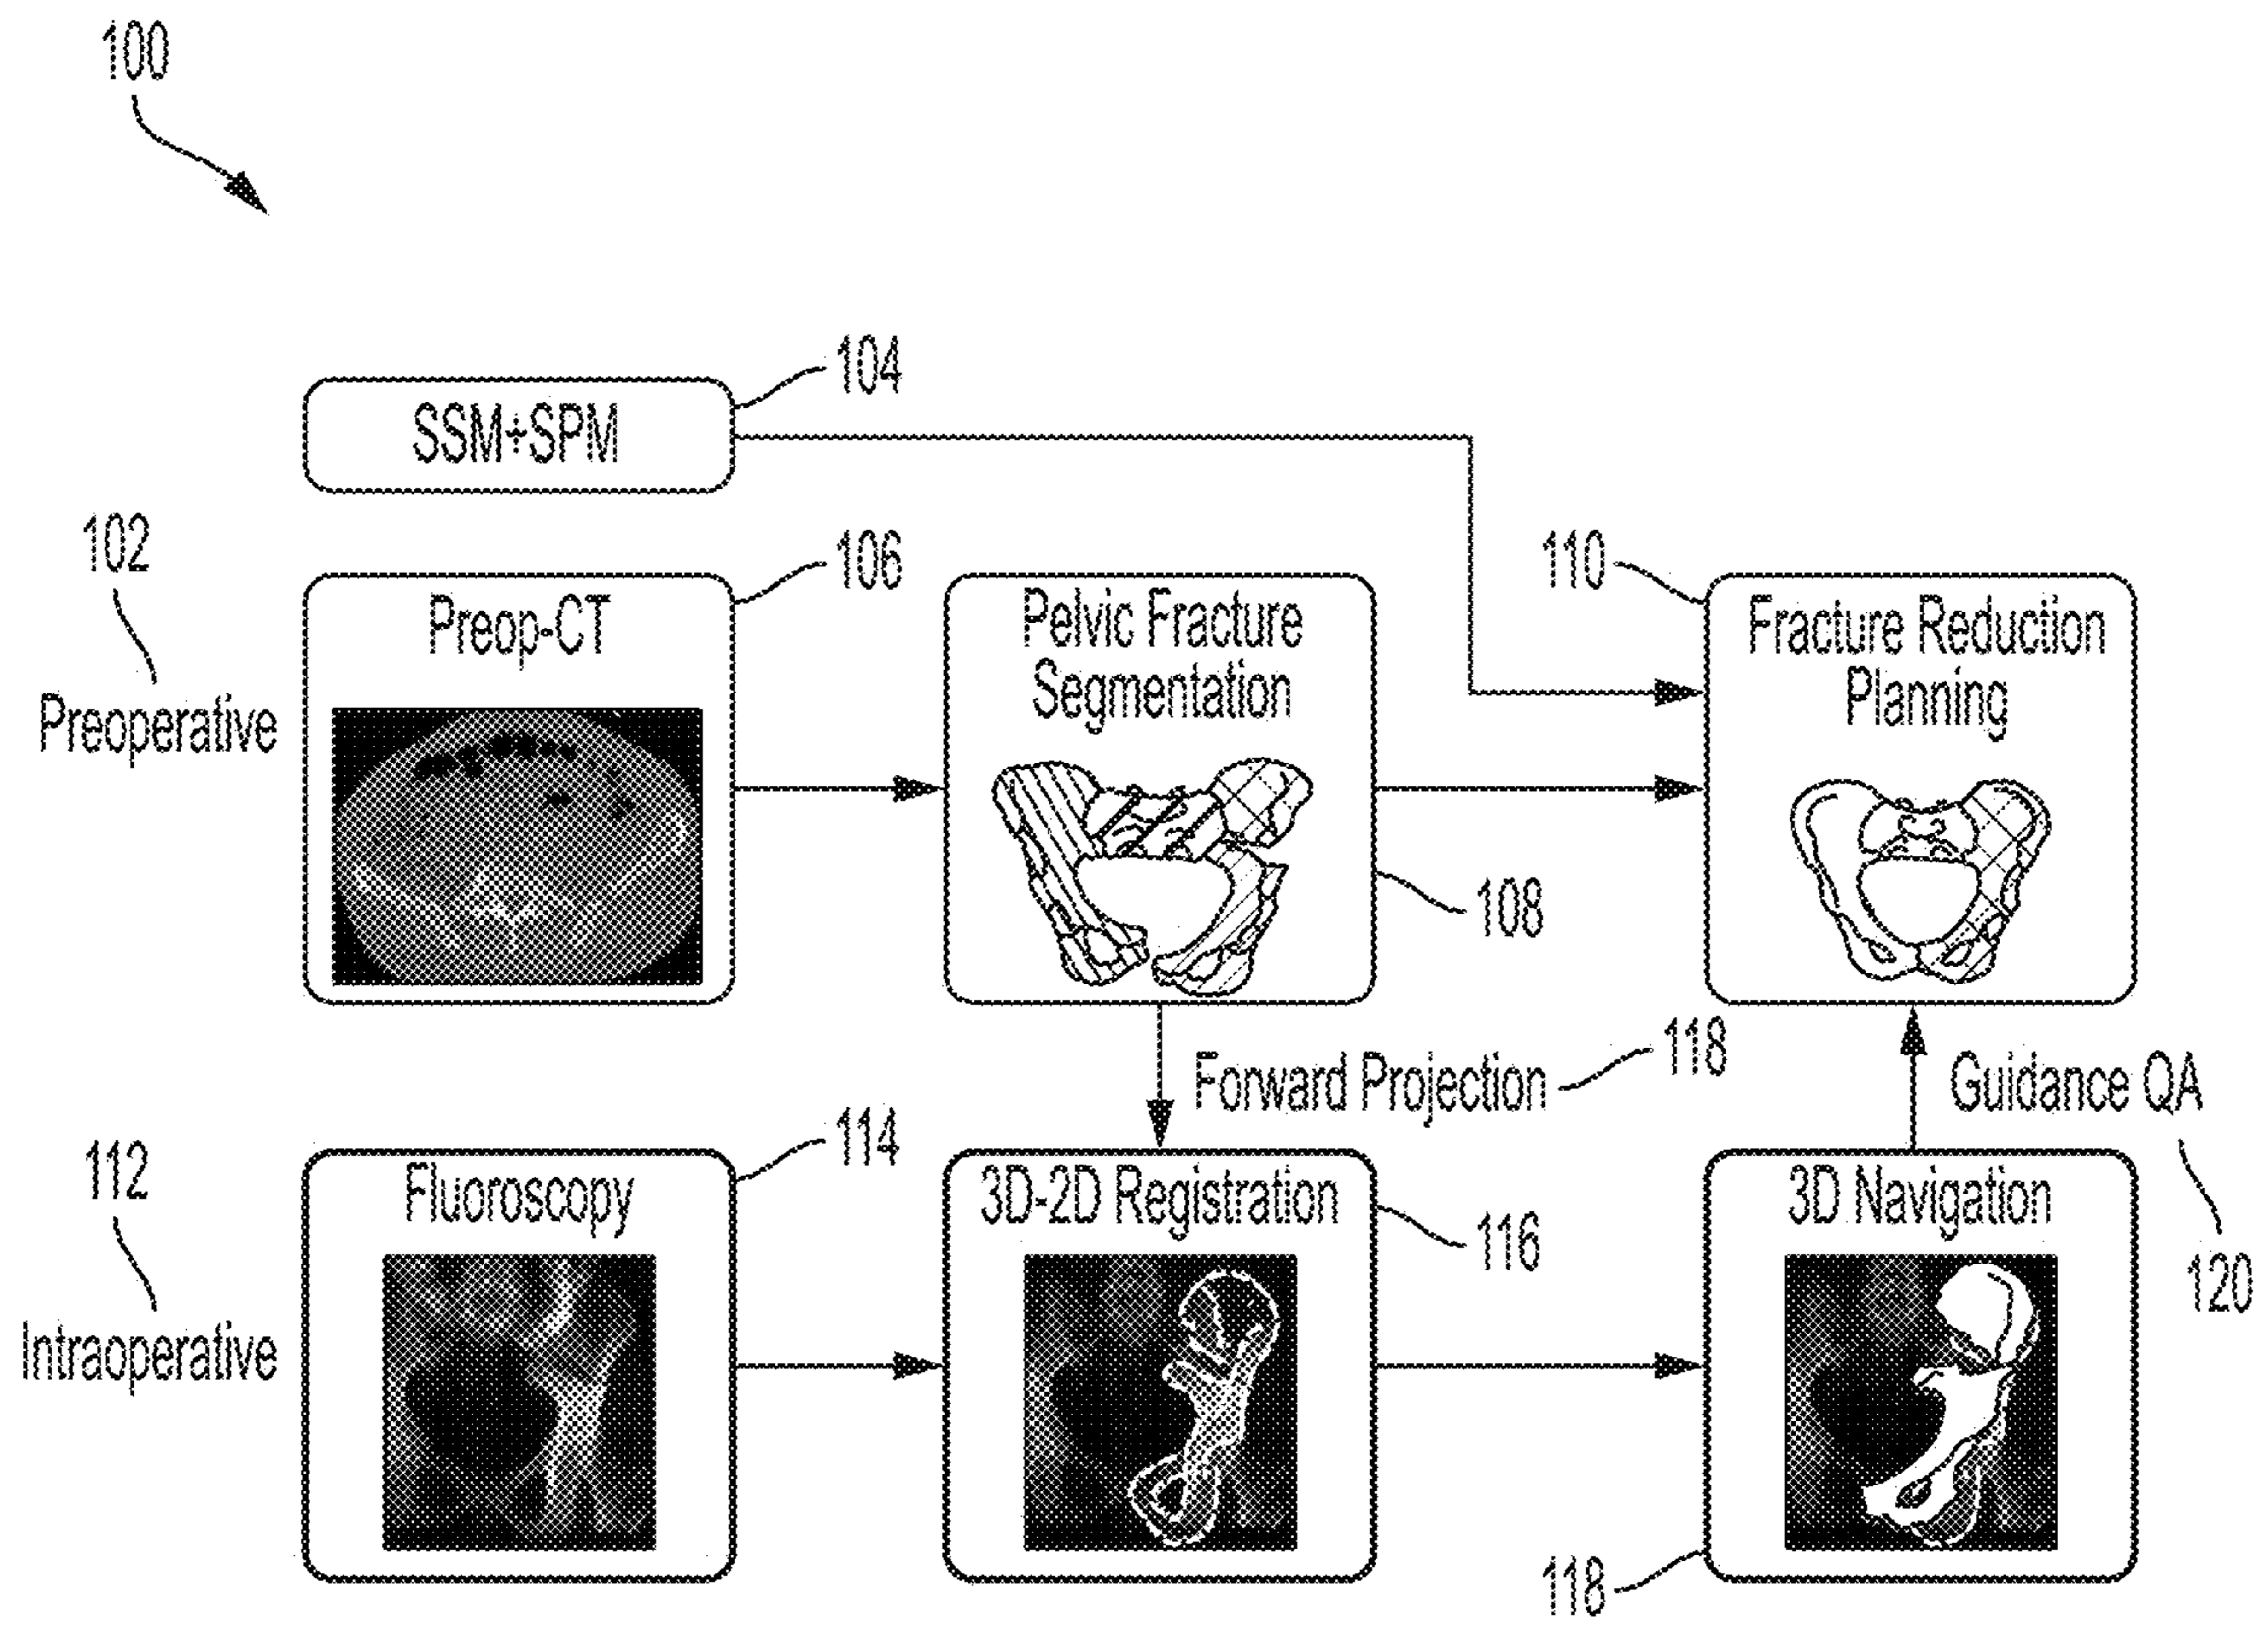 100
104
SSM+SPM
102
106
110
Preop-CT
Pelvic Fracture
Segmentation
Fracture Reduction
Planning
Preoperative
108
118
Forward Projection
Guidance QA
112
114
Fluoroscopy
3D-2D Registration
116
3D Navigation
120
Intraoperative
118